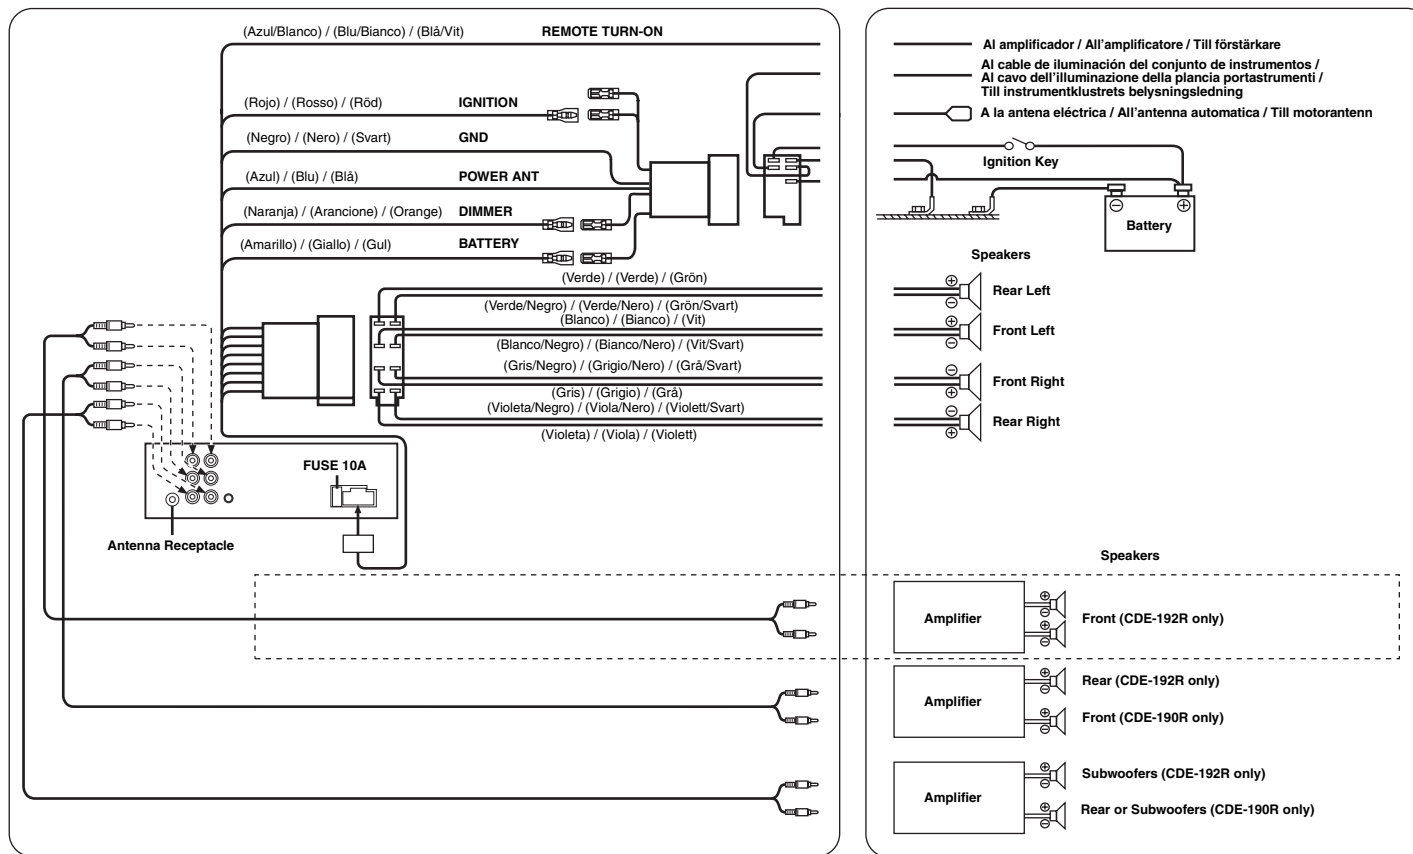 (Azul/Blanco) / (Blu/Bianco) / (Blå/Vit) REMOTE TURN-ON
(Rojo) / (Rosso) / (Röd) IGNITION
(Negro) / (Nero) / (Svart) GND
(Azul) / (Blu) / (Blå) POWER ANT
(Naranja) / (Arancione) / (Orange) DIMMER
(Amarillo) / (Giallo) / (Gul) BATTERY
(Verde) / (Verde) / (Grön)
(Verde/Negro) / (Verde/Nero) / (Grön/Svart)
(Blanco) / (Bianco) / (Vit)
(Blanco/Negro) / (Bianco/Nero) / (Vit/Svart)
(Gris/Negro) / (Grigio/Nero) / (Grå/Svart)
(Gris) / (Grigio) / (Grå)
(Violeta/Negro) / (Viola/Nero) / (Violett/Svart)
(Violeta) / (Viola) / (Violett)
FUSE 10A
Antenna Receptacle
Al amplificador / All'amplificatore / Till förstärkare
Al cable de iluminación del conjunto de instrumentos /
Al cavo dell'illuminazione della plancia portastrumenti /
Till instrumentklustrets belysningsledning
A la antena eléctrica / All'antenna automatica / Till motorantenn
Ignition Key
Battery
Speakers
Rear Left
Front Left
Front Right
Rear Right
Speakers
Amplifier
Front (CDE-192R only)
Amplifier
Rear (CDE-192R only)
Front (CDE-190R only)
Amplifier
Subwoofers (CDE-192R only)
Rear or Subwoofers (CDE-190R only)